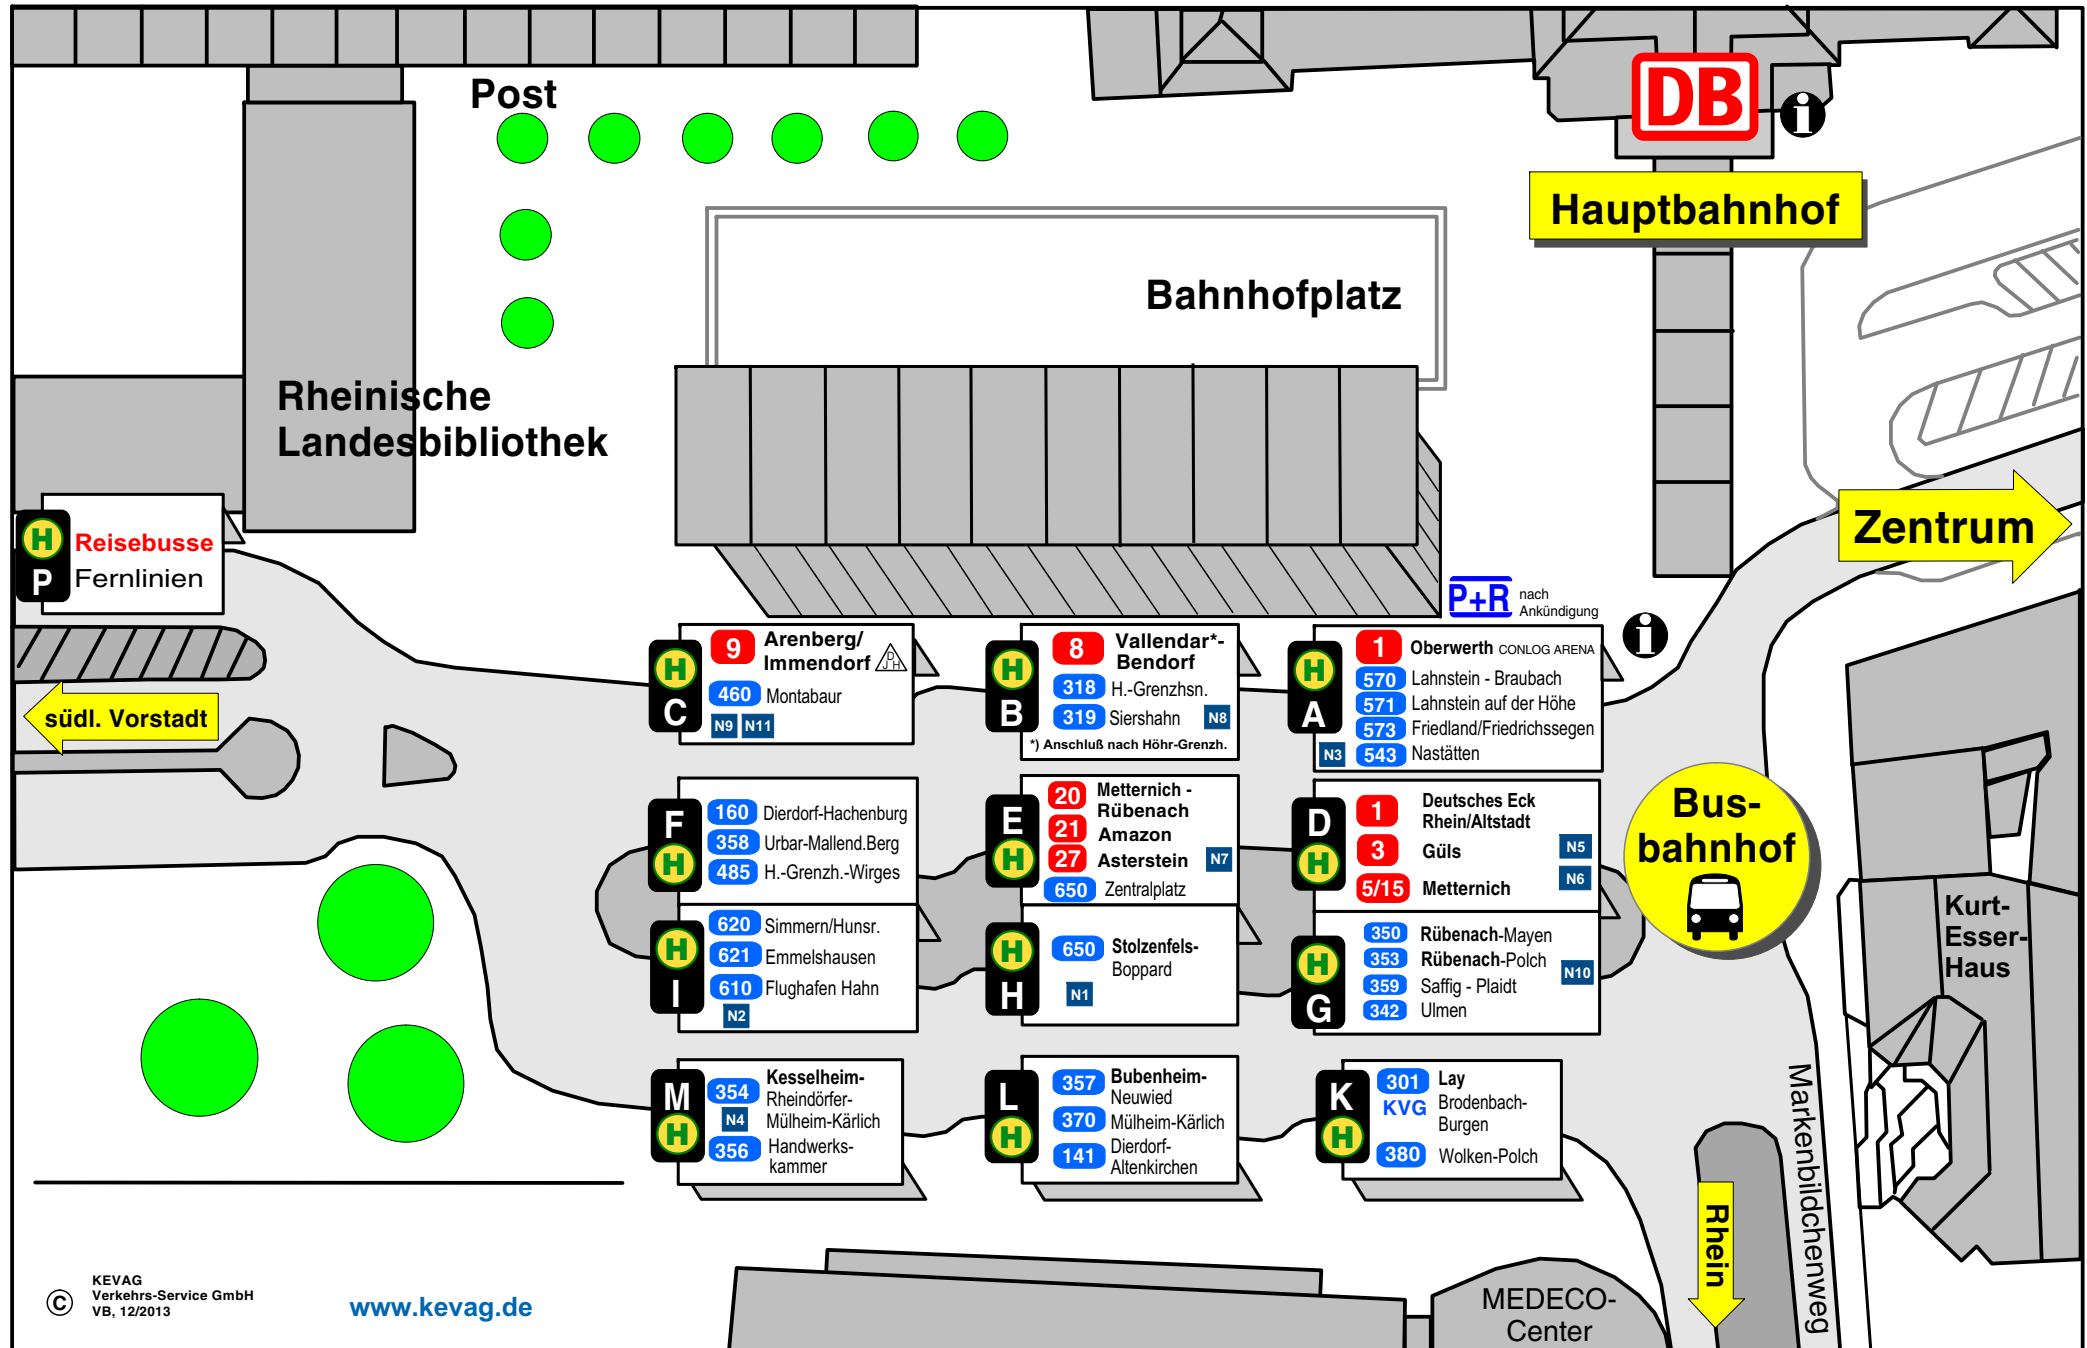 Post
DB
i
Hauptbahnhof
Bahnhofplatz
Rheinische
Landesbibliothek
H
P
Reisebusse
Fernlinien
Zentrum
P+R
nach
Ankündigung
i
südl. Vorstadt
H
C
9 Arenberg/
Immendorf
D
J H
460 Montabaur
N9 N11
H
B
8 Vallendar*-
Bendorf
318 H.-Grenzhsn.
319 Siershahn N8
*) Anschluß nach Höhr-Grenzh.
H
A
1 Oberwerth CONLOG ARENA
570 Lahnstein - Braubach
571 Lahnstein auf der Höhe
573 Friedland/Friedrichssegen
N3 543 Nastätten
F
H
160 Dierdorf-Hachenburg
358 Urbar-Mallend.Berg
485 H.-Grenzh.-Wirges
E
H
20 Metternich -
Rübenach
21 Amazon
27 Asterstein N7
650 Zentralplatz
D
H
1 Deutsches Eck
Rhein/Altstadt
3 Güls N5
5/15 Metternich N6
Bus-
bahnhof
H
I
620 Simmern/Hunsr.
621 Emmelshausen
610 Flughafen Hahn
N2
H
H
650 Stolzenfels-
Boppard
N1
H
G
350 Rübenach-Mayen
353 Rübenach-Polch
359 Saffig - Plaidt
342 Ulmen
N10
Kurt-
Esser-
Haus
M
H
354 Kesselheim-
Rheindörfer-
N4 Mülheim-Kärlich
356 Handwerks-
kammer
L
H
357 Bubenheim-
Neuwied
370 Mülheim-Kärlich
141 Dierdorf-
Altenkirchen
K
H
301 Lay
KVG Brodenbach-
Burgen
380 Wolken-Polch
Markenbildchenweg
Rhein
MEDECO-
Center
© KEVAG
Verkehrs-Service GmbH
VB, 12/2013
www.kevag.de